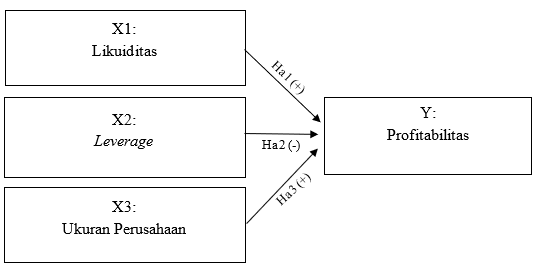 X1:
Likuiditas
Ha1 (+)
X2:
Leverage
Ha2 (-)
Y:
Profitabilitas
X3:
Ukuran Perusahaan
Ha3 (+)